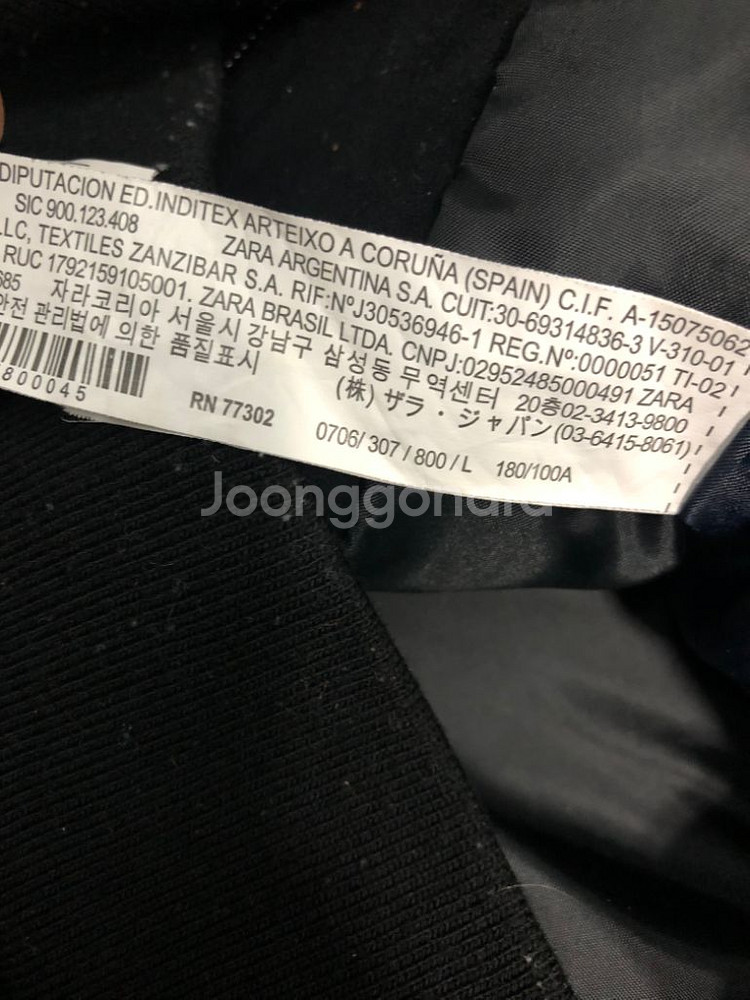 DIPUTACION ED.INDITEX ARTEIXO A CORUÑA (SPAIN) C.I.F. A-15075062
SIC 900.123.408 ZARA ARGENTINA S.A. CUIT:30-69314836-3 V-310-01
LLC, TEXTILES ZANZIBAR S.A. RIF:NºJ30536946-1 REG.Nº:0000051 TI-02
RUC 1792159105001. ZARA BRASIL LTDA, CNPJ:02952485000491 ZARA
685 자라코리아 서울시 강남구 삼성동 무역센터 20층02-3413-9800
안전 관리법에 의한 품질표시 (株) ザラ・ジャパン(03-6415-8061)
800045 RN 77302 0706/ 307 / 800 / L 180/100A
Joonggonara